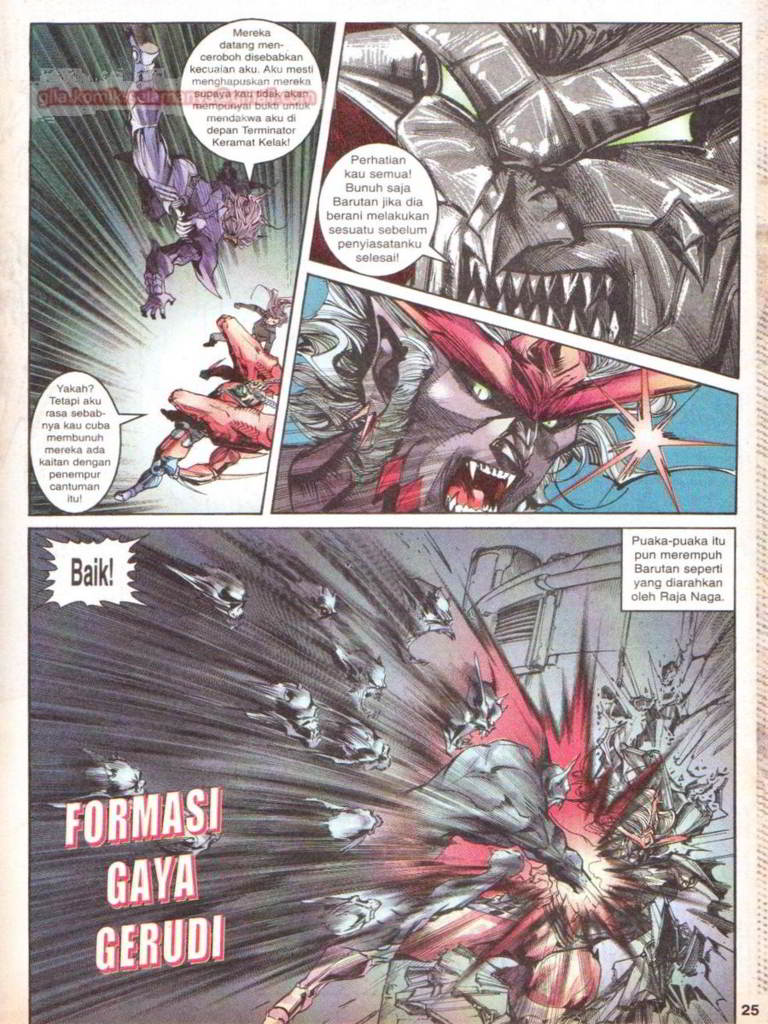 Mereka
datang men-
ceroboh disebabkan
kecuaian aku. Aku mesti
menghapuskan mereka
supaya kau tidak akan
mempunyai bukti untuk
mendakwa aku di
depan Terminator
Keramat Kelak!
Perhatian
kau semua!
Bunuh saja
Barutan jika dia
berani melakukan
sesuatu sebelum
penyiasatanku
selesai!
Yakah?
Tetapi aku
rasa sebab-
nya kau cuba
membunuh
mereka ada
kaitan dengan
penempur
cantuman
itu!
Baik!
Puaka-puaka itu
pun merempuh
Barutan seperti
yang diarahkan
oleh Raja Naga.
FORMASI
GAYA
GERUDI
25